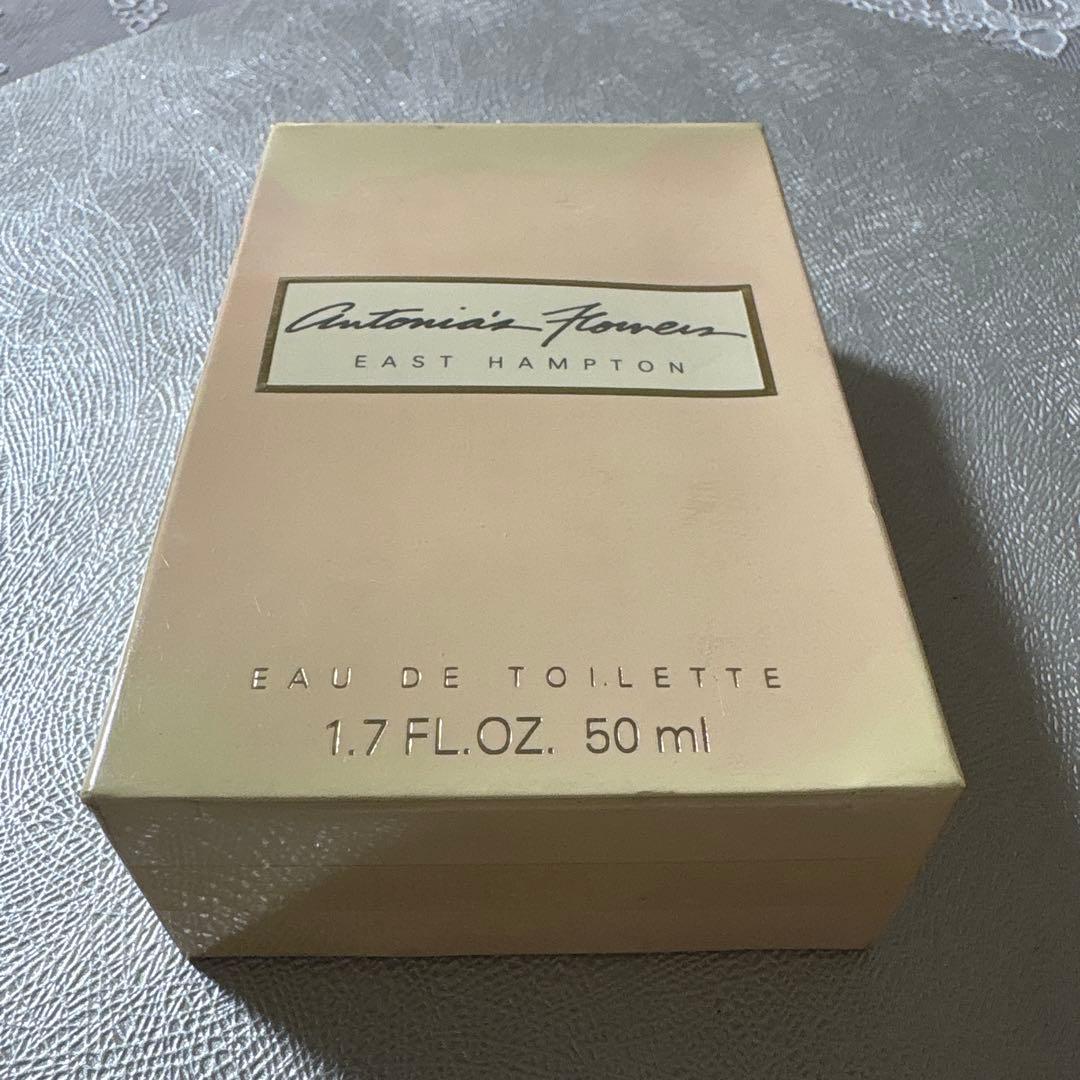 Antonia's Flowers
EAST HAMPTON
EAU DE TOILETTE
1.7 FL.OZ. 50 ml